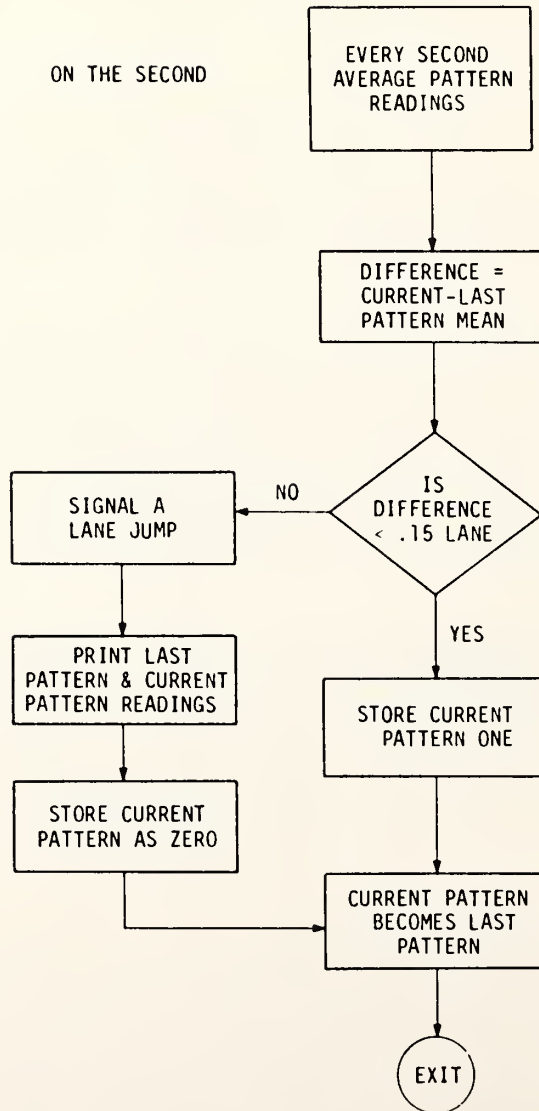 ON THE SECOND
EVERY SECOND
AVERAGE PATTERN
READINGS
DIFFERENCE =
CURRENT-LAST
PATTERN MEAN
IS
DIFFERENCE
< .15 LANE
NO
SIGNAL A
LANE JUMP
PRINT LAST
PATTERN & CURRENT
PATTERN READINGS
STORE CURRENT
PATTERN AS ZERO
YES
STORE CURRENT
PATTERN ONE
CURRENT PATTERN
BECOMES LAST
PATTERN
EXIT